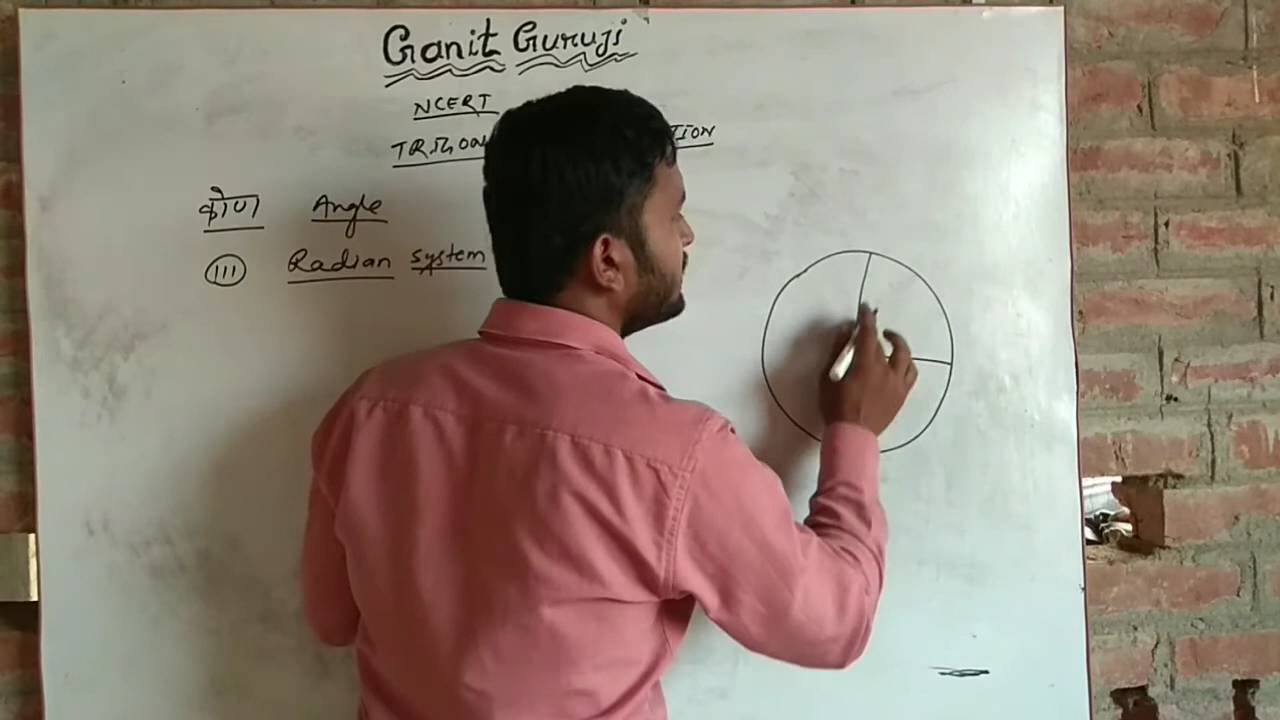 Ganit Guruji
NCERT
कोण Angle
(III) Radian system